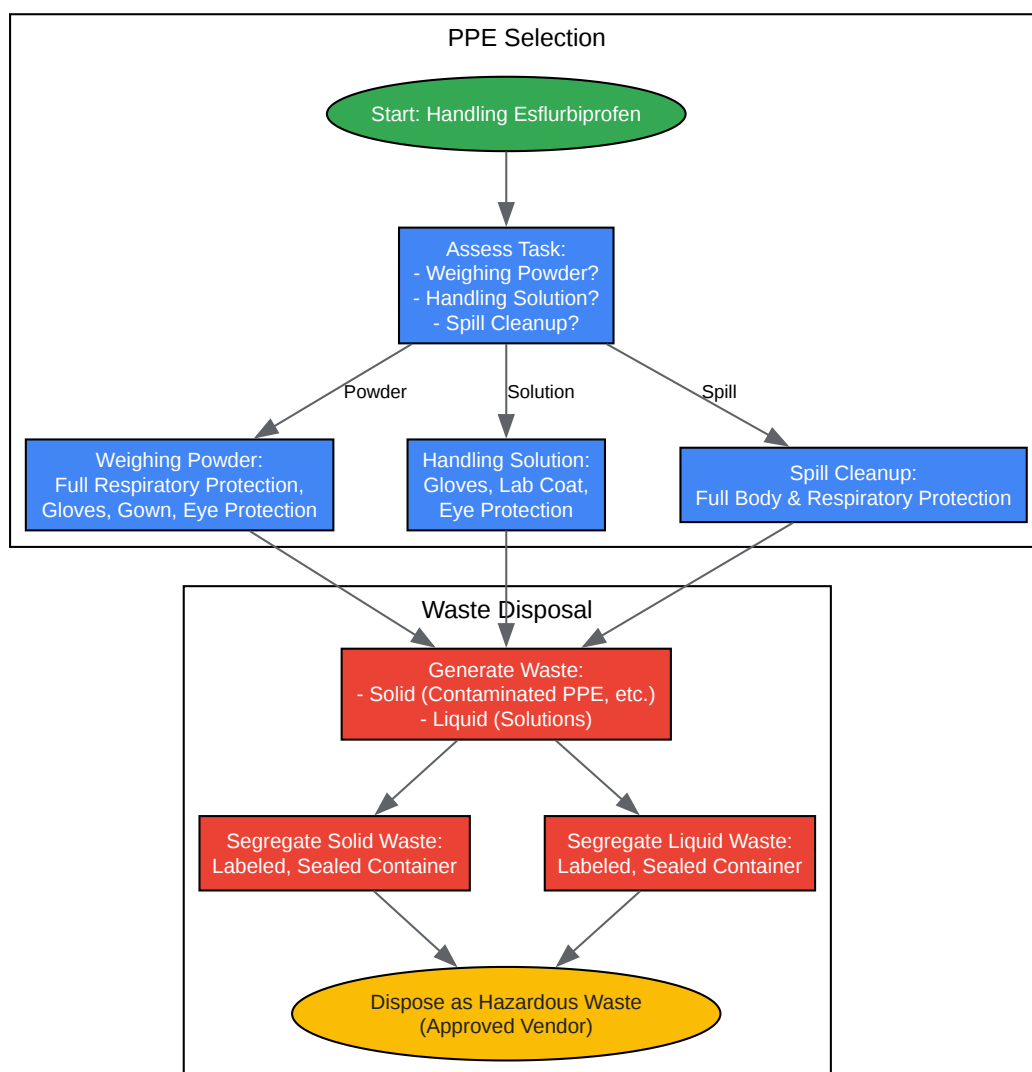 PPE Selection
Start: Handling Esflurbiprofen
Assess Task:
- Weighing Powder?
- Handling Solution?
- Spill Cleanup?
Powder
Solution
Spill
Weighing Powder:
Full Respiratory Protection,
Gloves, Gown, Eye Protection
Handling Solution:
Gloves, Lab Coat,
Eye Protection
Spill Cleanup:
Full Body & Respiratory Protection
Waste Disposal
Generate Waste:
- Solid (Contaminated PPE, etc.)
- Liquid (Solutions)
Segregate Solid Waste:
Labeled, Sealed Container
Segregate Liquid Waste:
Labeled, Sealed Container
Dispose as Hazardous Waste
(Approved Vendor)